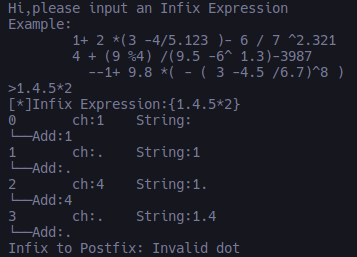 Hi,please input an Infix Expression
Example:
        1+ 2 *(3 -4/5.123 )- 6 / 7 ^2.321
        4 + (9 %4) /(9.5 -6^ 1.3)-3987
          --1+ 9.8 *( - ( 3 -4.5 /6.7)^8 )
>1.4.5*2
[*]Infix Expression:{1.4.5*2}
0       ch:1    String:
└──Add:1
1       ch:.    String:1
└──Add:.
2       ch:4    String:1.
└──Add:4
3       ch:.    String:1.4
└──Add:.
Infix to Postfix: Invalid dot